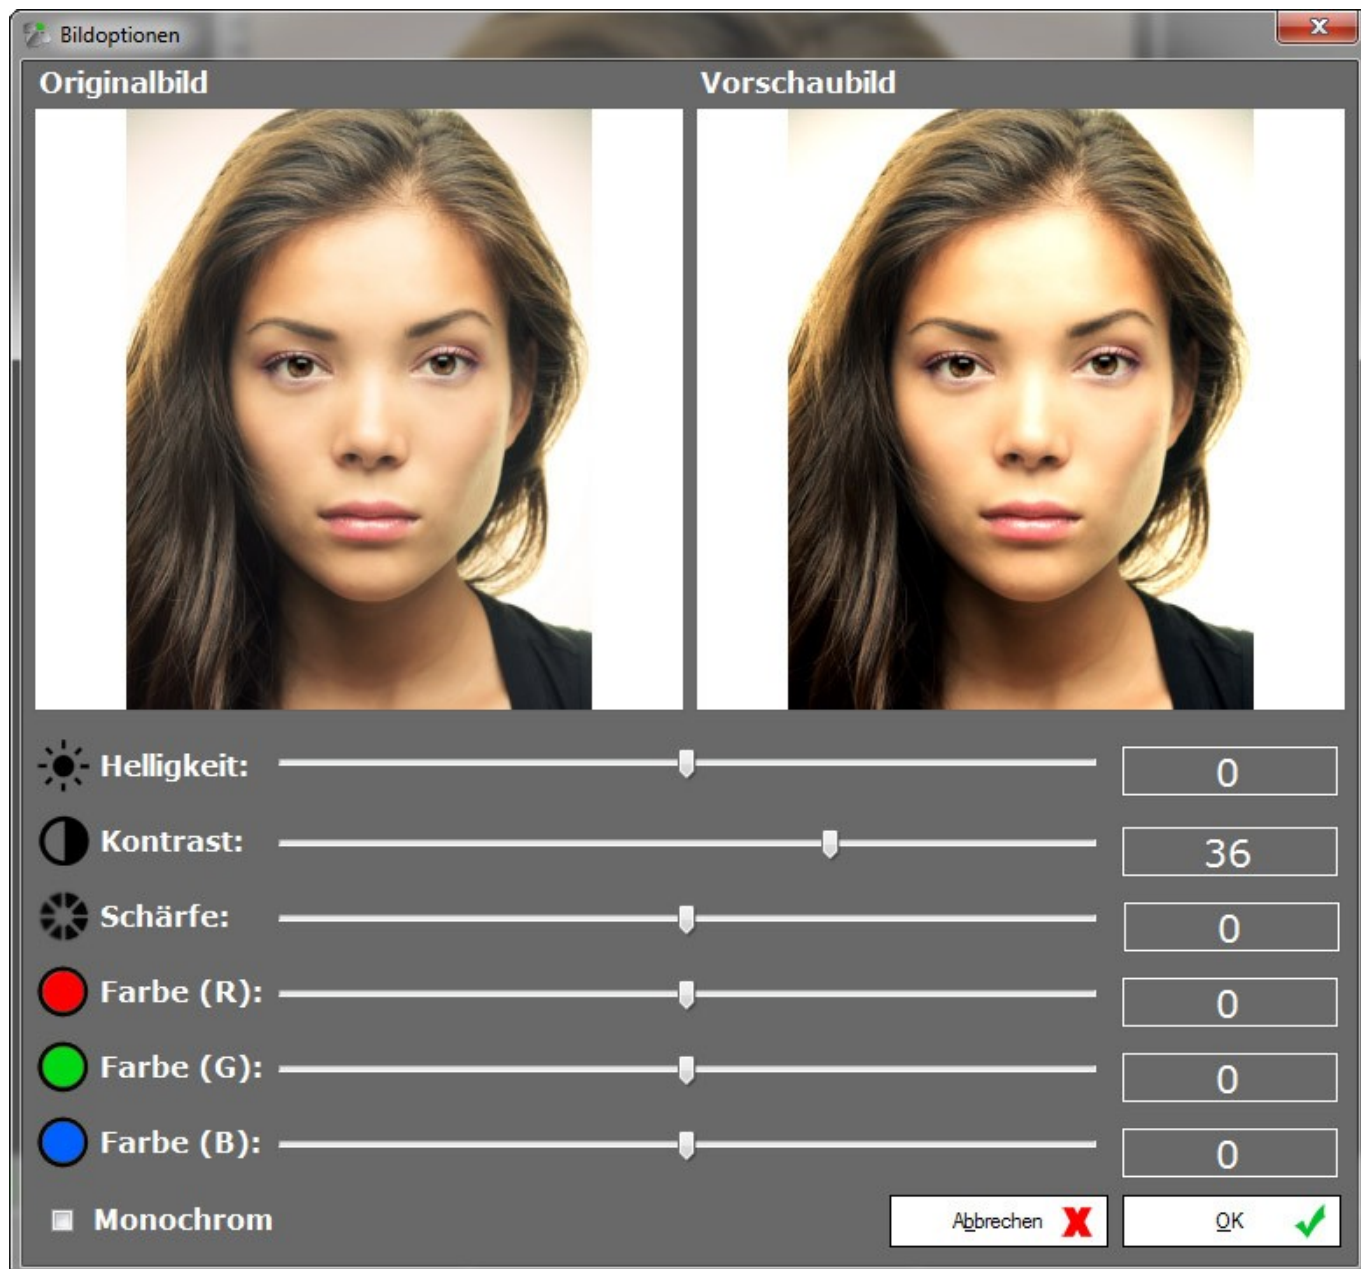 Bildoptionen
Originalbild Vorschaubild
Helligkeit: 0
Kontrast: 36
Schärfe: 0
Farbe (R): 0
Farbe (G): 0
Farbe (B): 0
Monochrom Abbrechen OK